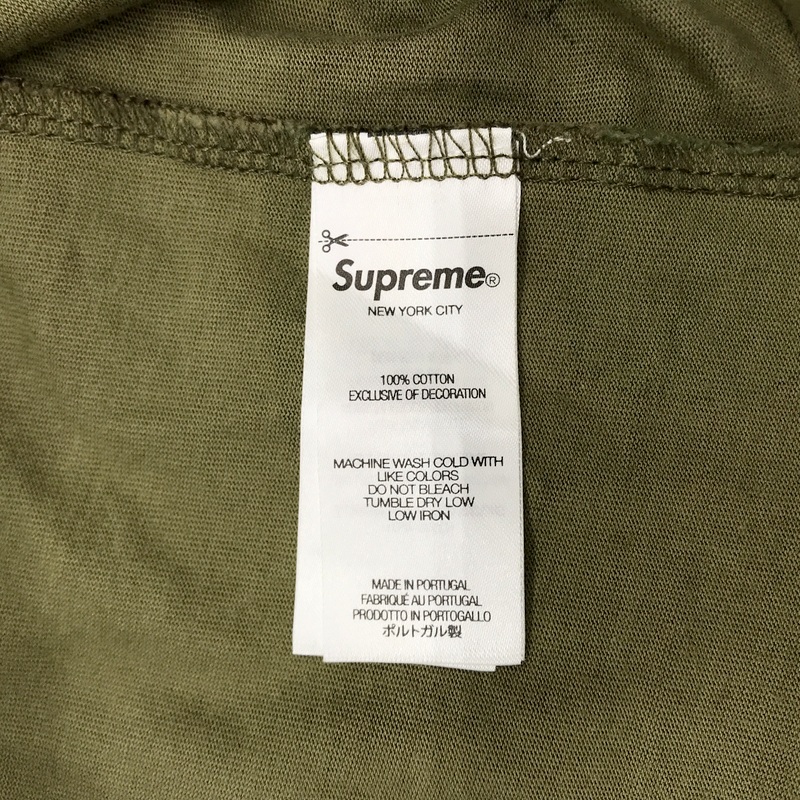 Supreme®
NEW YORK CITY
100% COTTON
EXCLUSIVE OF DECORATION
MACHINE WASH COLD WITH
LIKE COLORS
DO NOT BLEACH
TUMBLE DRY LOW
LOW IRON
MADE IN PORTUGAL
FABRIQUÉ AU PORTUGAL
PRODOTTO IN PORTOGALLO
ポルトガル製